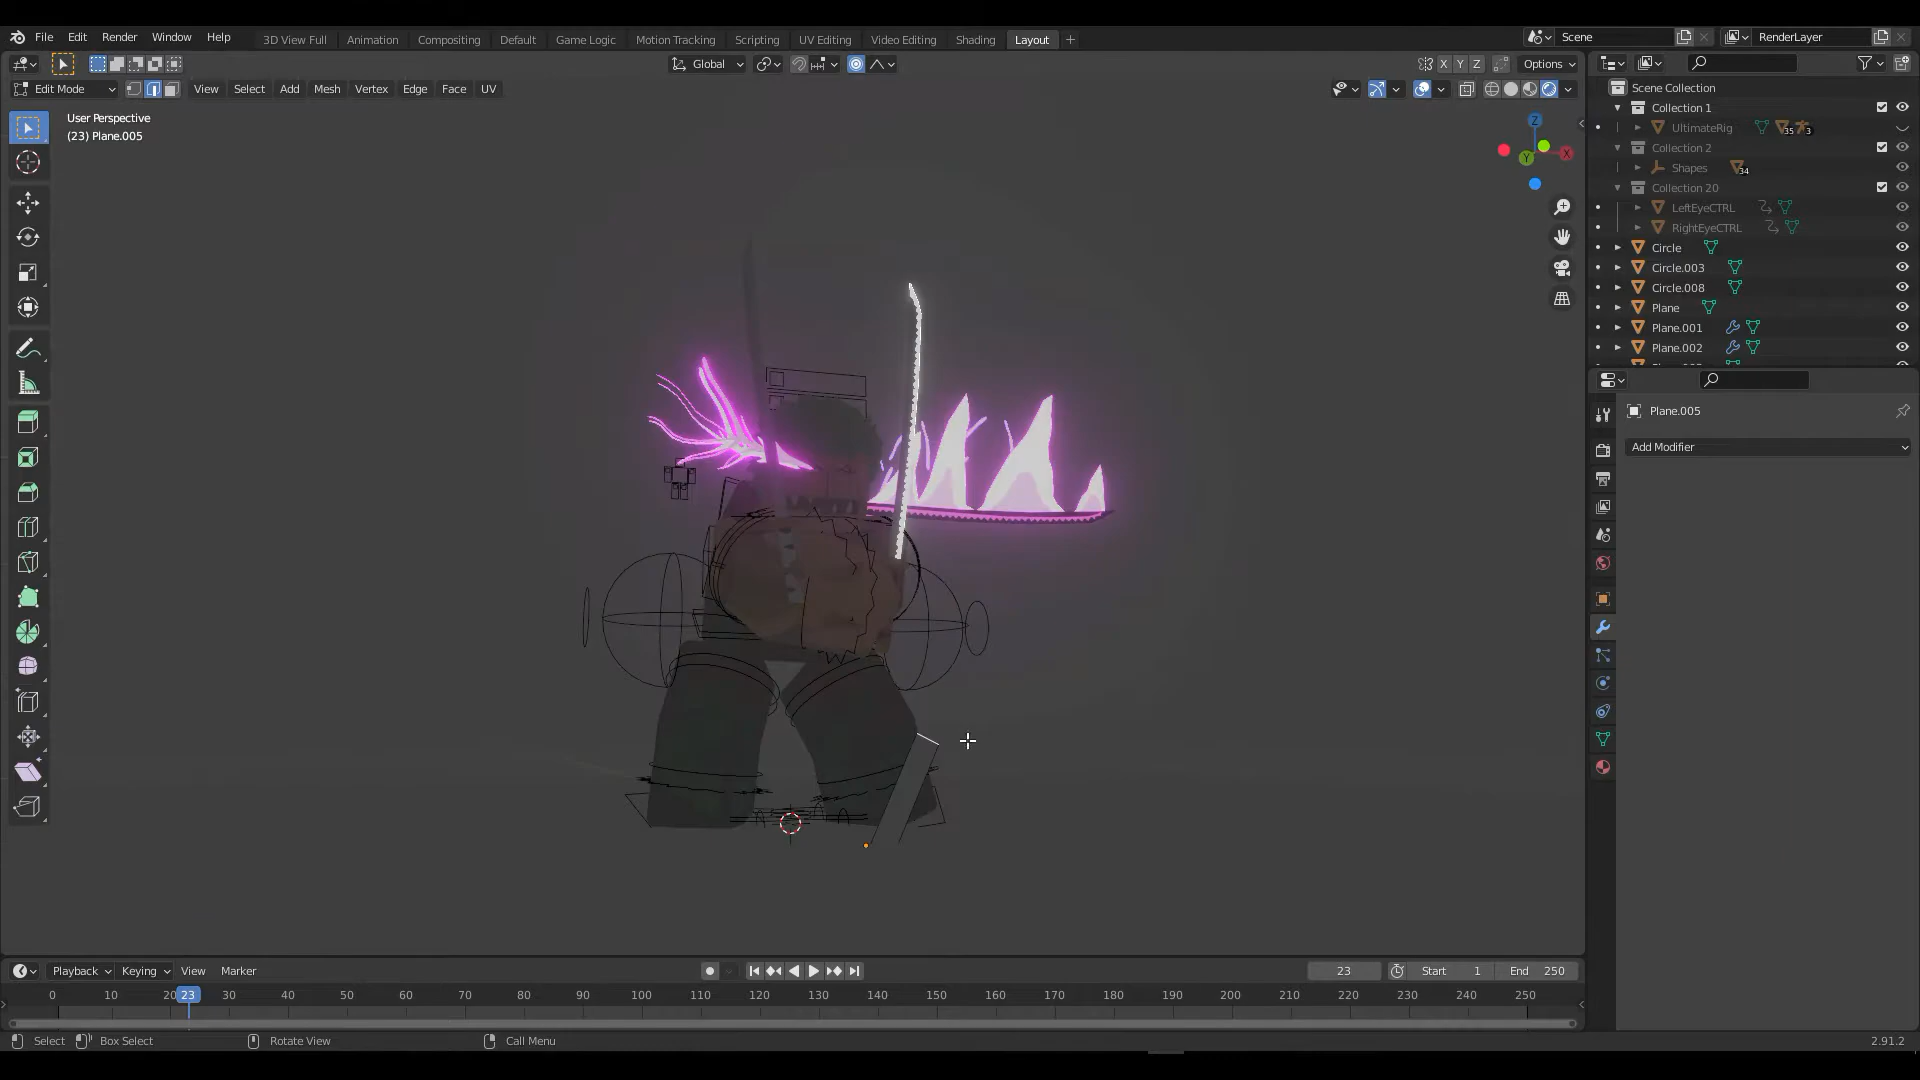 File Edit Render Window Help 3D View Full Animation Compositing Default Game Logic Motion Tracking Scripting UV Editing Video Editing Shading Layout + Scene RenderLayer
Global X Y Z Options
Edit Mode View Select Add Mesh Vertex Edge Face UV
User Perspective
(23) Plane.005
Z
X
Y
Scene Collection
Collection 1
UltimateRig 35 3
Collection 2
Shapes 34
Collection 20
LeftEyeCTRL
RightEyeCTRL
Circle
Circle.003
Circle.008
Plane
Plane.001
Plane.002
Plane.005
Add Modifier
Playback Keying View Marker 23 Start 1 End 250
0 10 20 23 30 40 50 60 70 80 90 100 110 120 130 140 150 160 170 180 190 200 210 220 230 240 250
Select Box Select Rotate View Call Menu 2.91.2